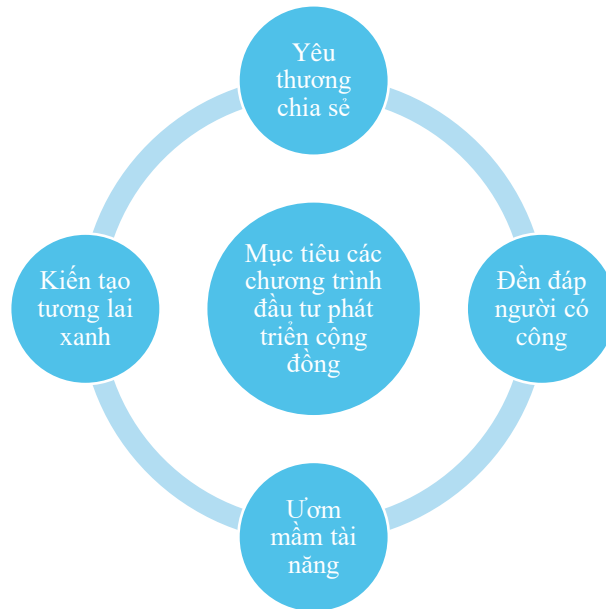 Yêu
thương
chia sẻ
Kiến tạo
tương lai
xanh
Mục tiêu các
chương trình
đầu tư phát
triển cộng
đồng
Đền đáp
người có
công
Ươm
mầm tài
năng